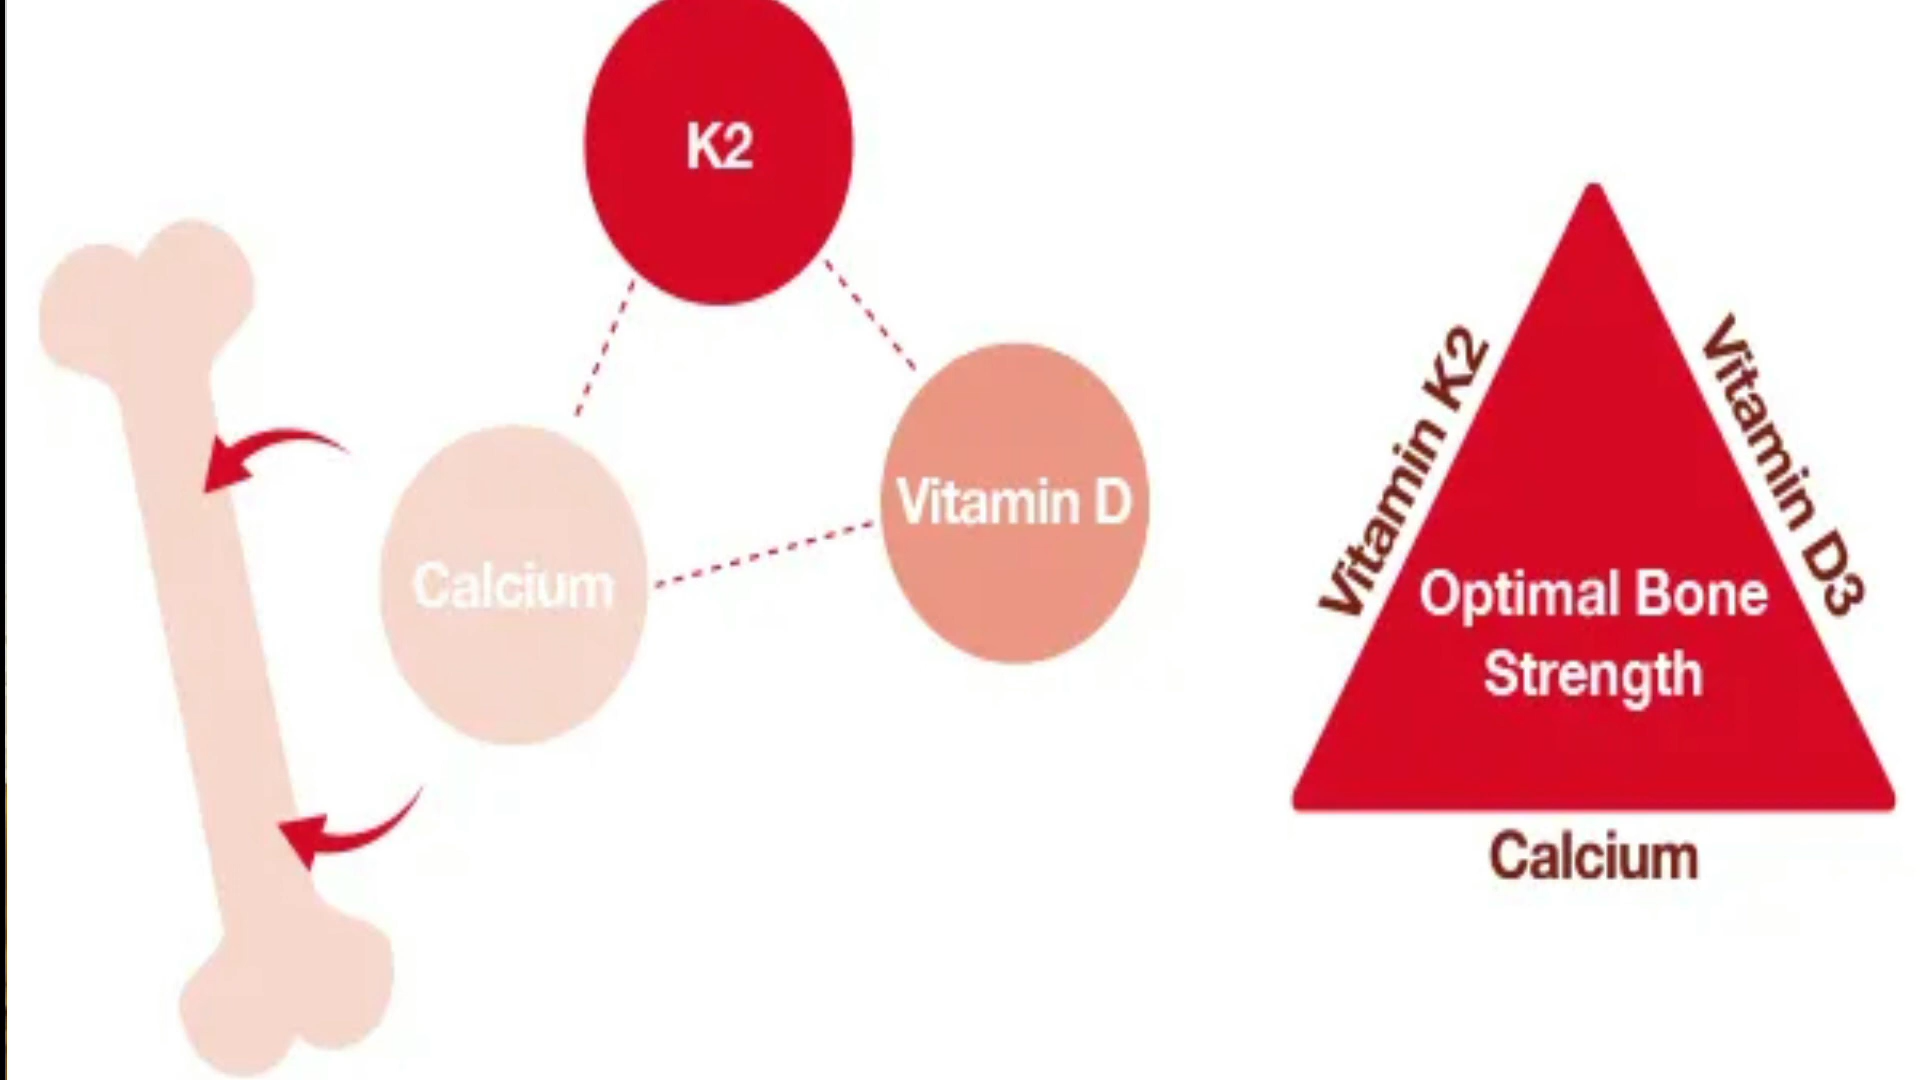 K2
Vitamin D
Calcium
Vitamin K2
Vitamin D3
Optimal Bone
Strength
Calcium